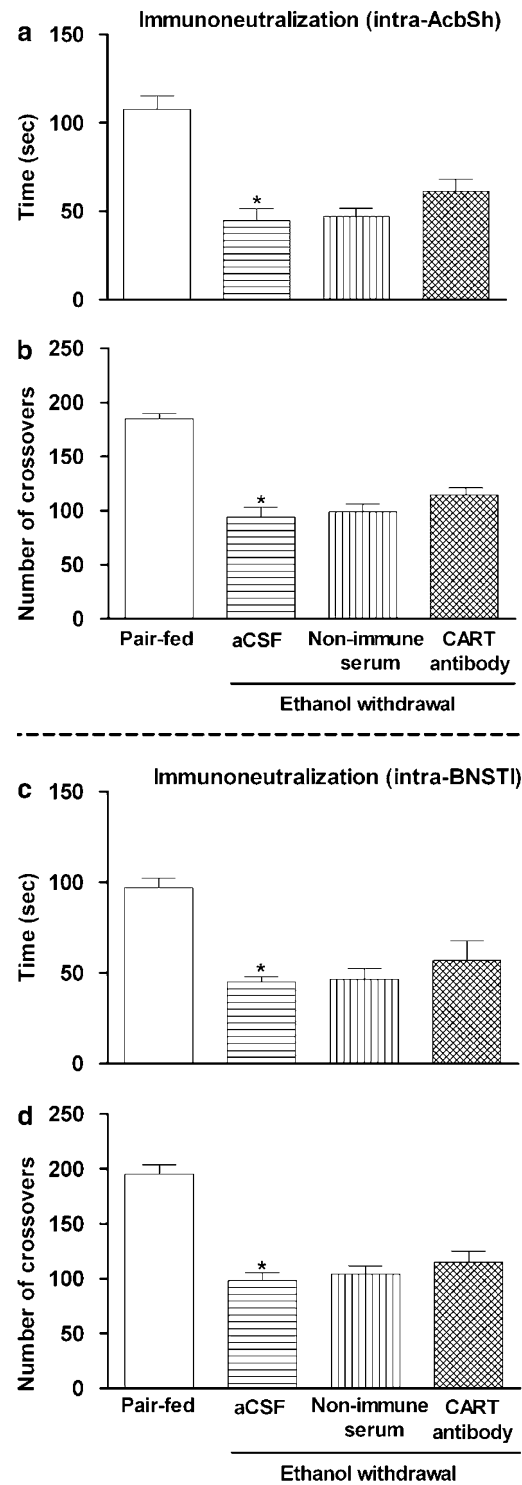 a
Immunoneutralization (intra-AcbSh)
Time (sec)
150
100
50
0
b
Number of crossovers
250
200
150
100
50
0
*
*
Pair-fed
aCSF
Non-immune
serum
CART
antibody
Ethanol withdrawal
c
Immunoneutralization (intra-BNSTl)
Time (sec)
150
100
50
0
*
d
Number of crossovers
250
200
150
100
50
0
*
Pair-fed
aCSF
Non-immune
serum
CART
antibody
Ethanol withdrawal